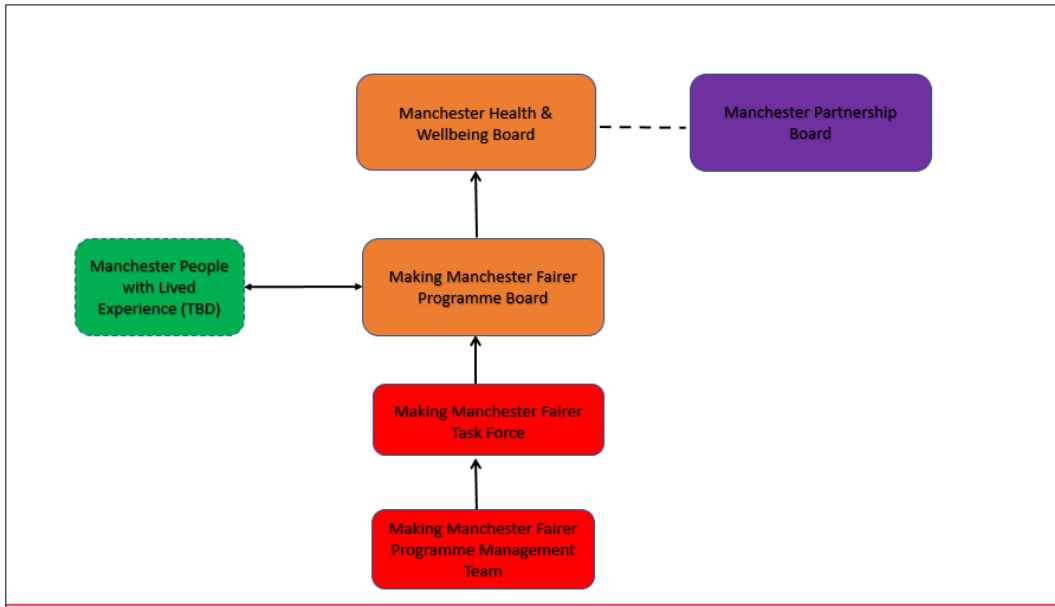 Manchester Health &
Wellbeing Board
Manchester Partnership
Board
Manchester People
with Lived
Experience (TBD)
Making Manchester Fairer
Programme Board
Making Manchester Fairer
Task Force
Making Manchester Fairer
Programme Management
Team